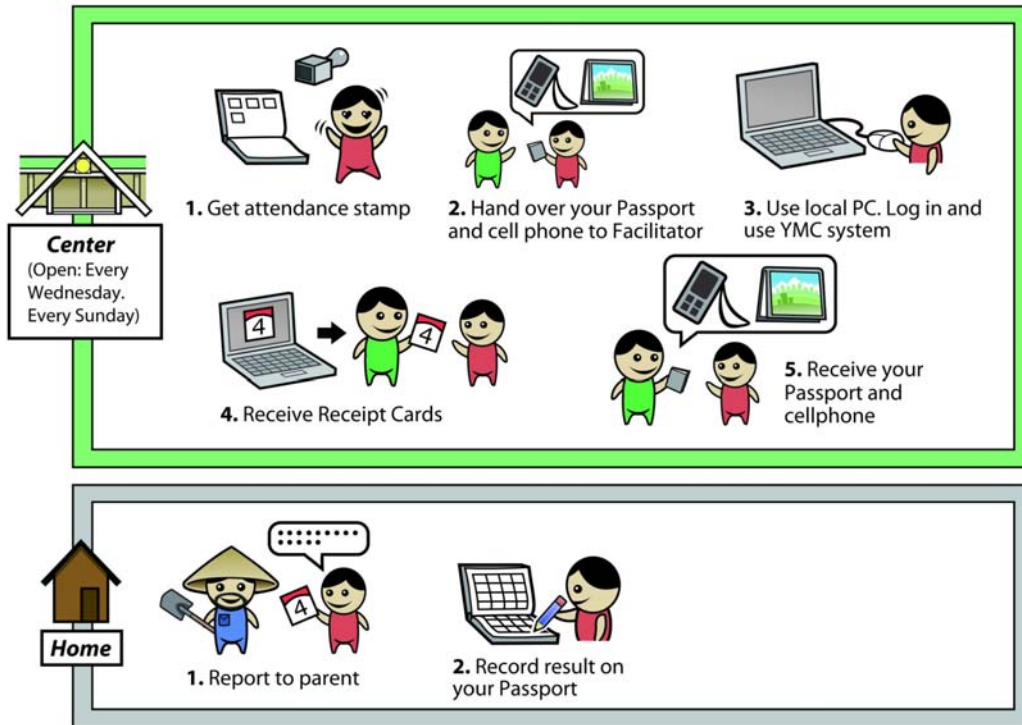 1. Get attendance stamp
2. Hand over your Passport
and cell phone to Facilitator
3. Use local PC. Log in and
use YMC system
Center
(Open: Every
Wednesday.
Every Sunday)
4
4
4. Receive Receipt Cards
5. Receive your
Passport and
cellphone
Home
4
1. Report to parent
2. Record result on
your Passport